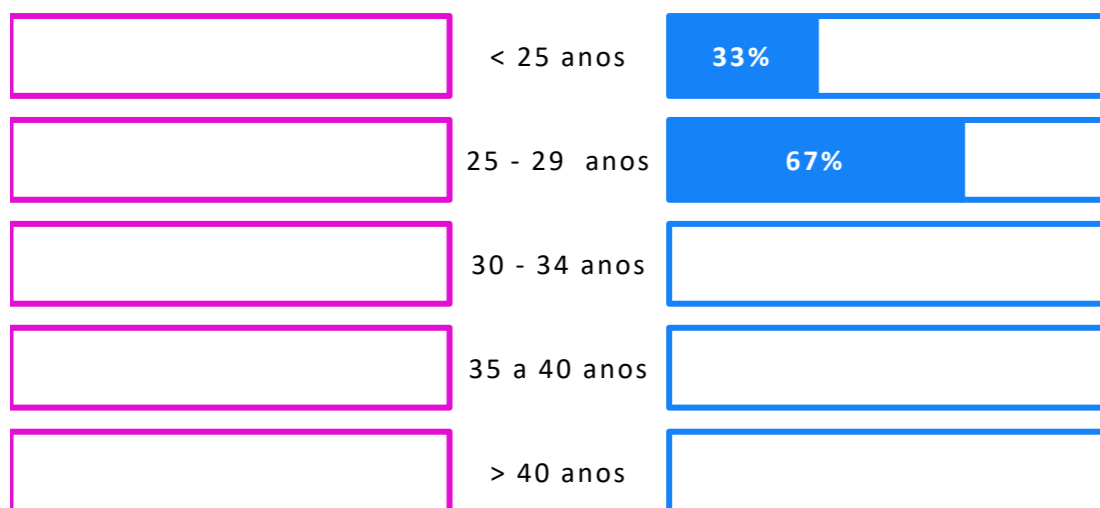 < 25 anos 33%
25 - 29 anos 67%
30 - 34 anos
35 a 40 anos
> 40 anos